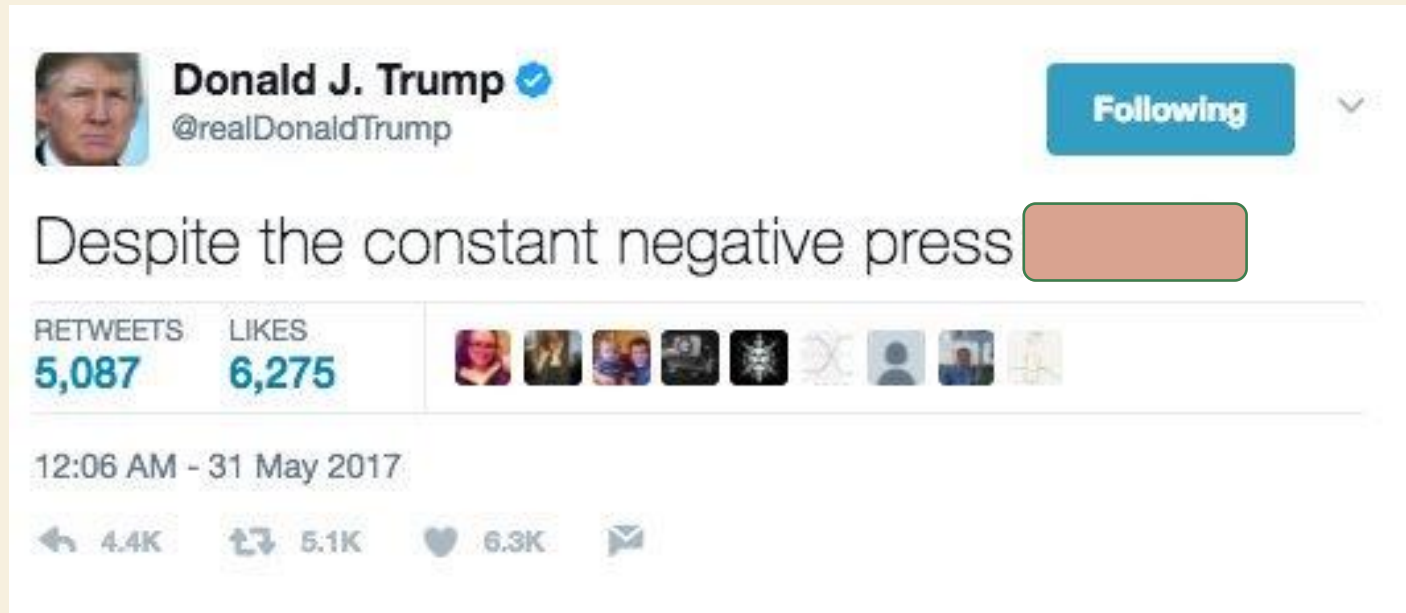 Donald J. Trump
@realDonaldTrump
Following
Despite the constant negative press
RETWEETS LIKES
5,087 6,275
12:06 AM - 31 May 2017
4.4K 5.1K 6.3K